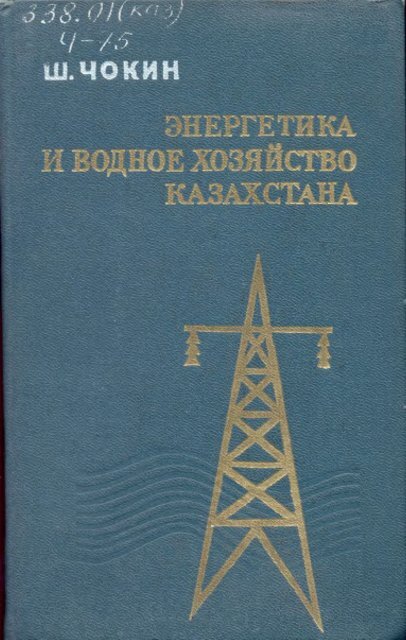 338.01(каз)
Ч-75
Ш. ЧОКИН
ЭНЕРГЕТИКА
И ВОДНОЕ ХОЗЯЙСТВО
КАЗАХСТАНА